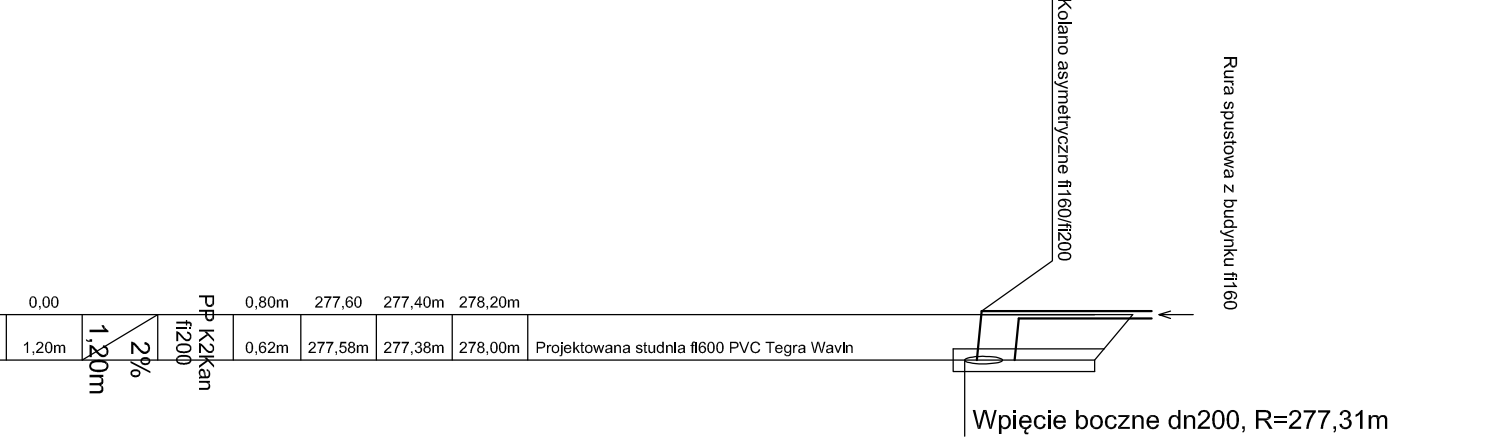 Kolano asymetryczne fi160/fi200
Rura spustowa z budynku fi160
0,00
0,80m
277,60
277,40m
278,20m
1,20m
1,20m
2%
PP K2Kan
fi200
0,62m
277,58m
277,38m
278,00m
Projektowana studnia fi600 PVC Tegra Wavin
Wpięcie boczne dn200, R=277,31m